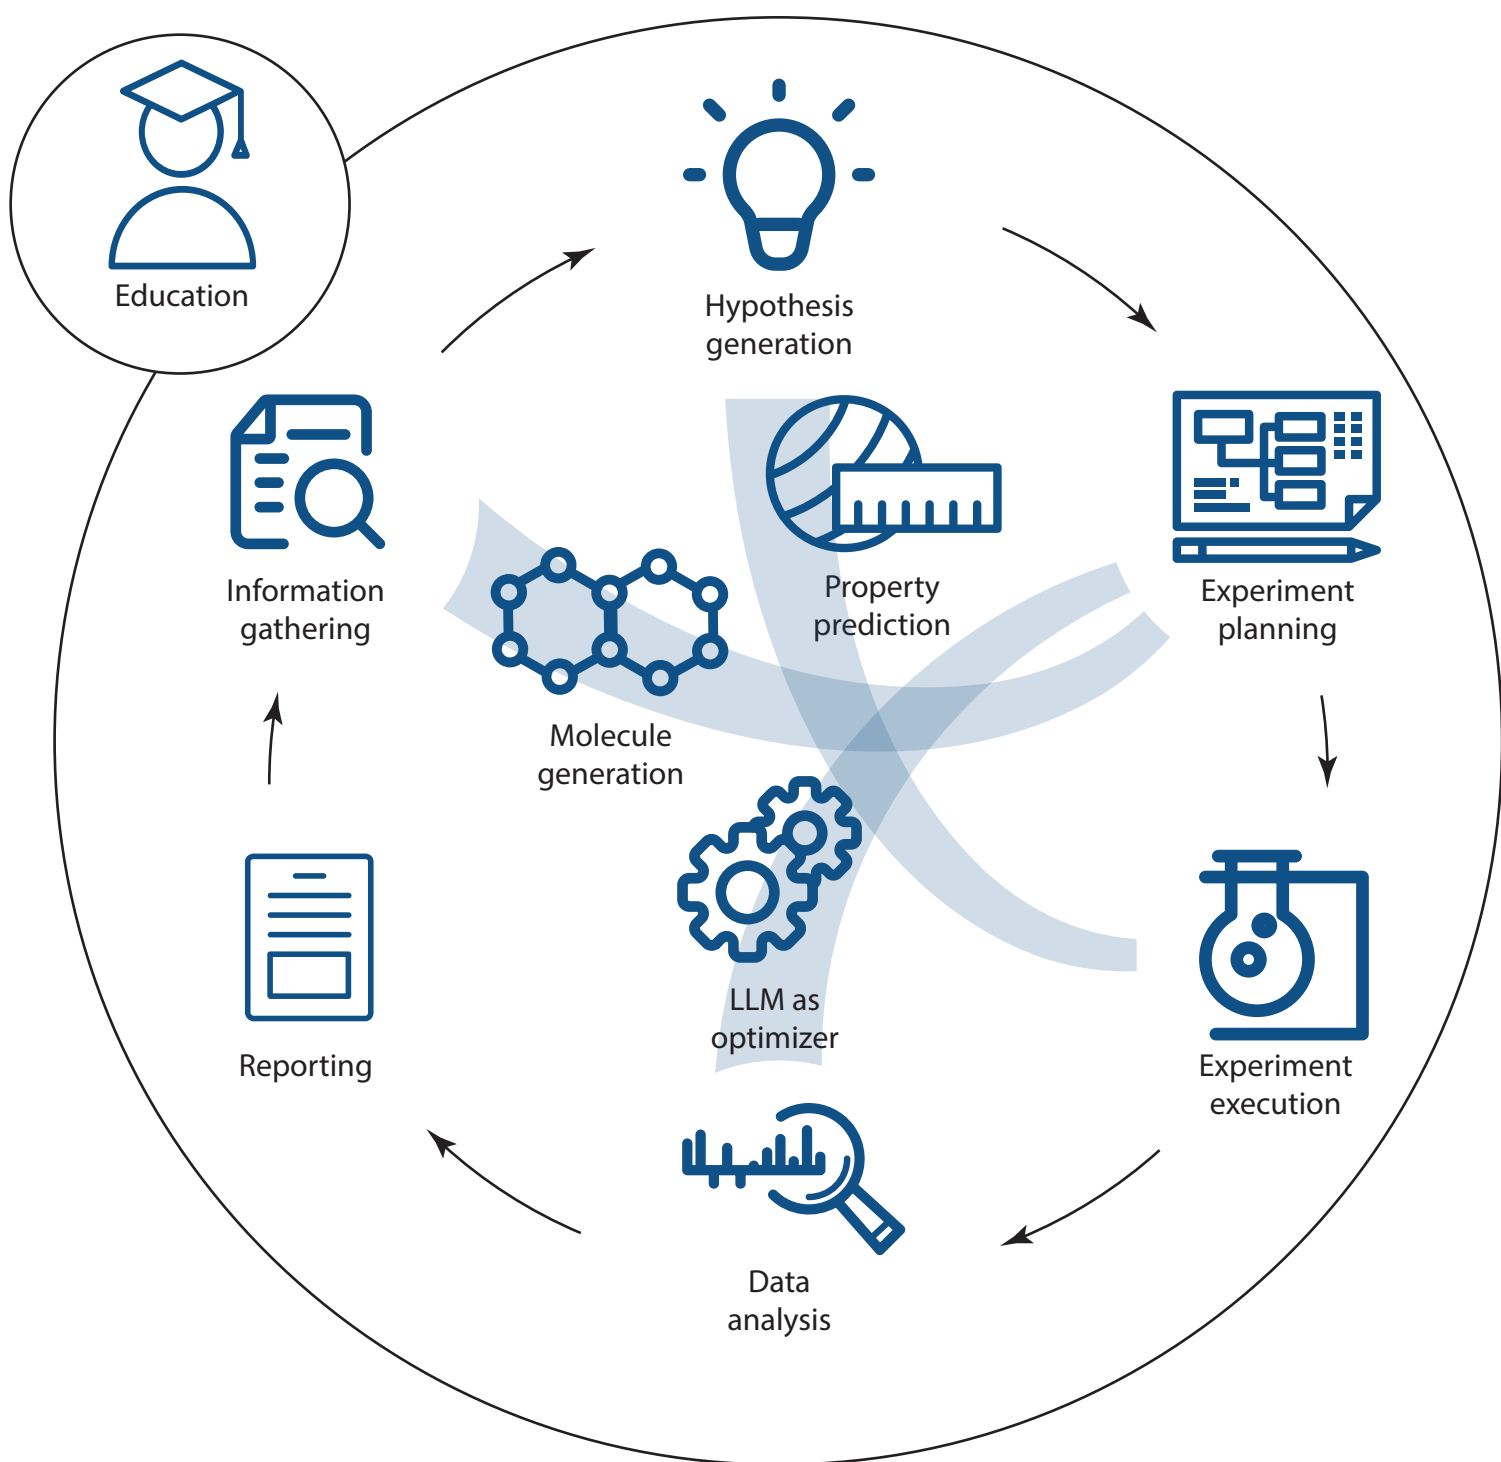 Education
Hypothesis
generation
Information
gathering
Property
prediction
Experiment
planning
Molecule
generation
LLM as
optimizer
Reporting
Experiment
execution
Data
analysis